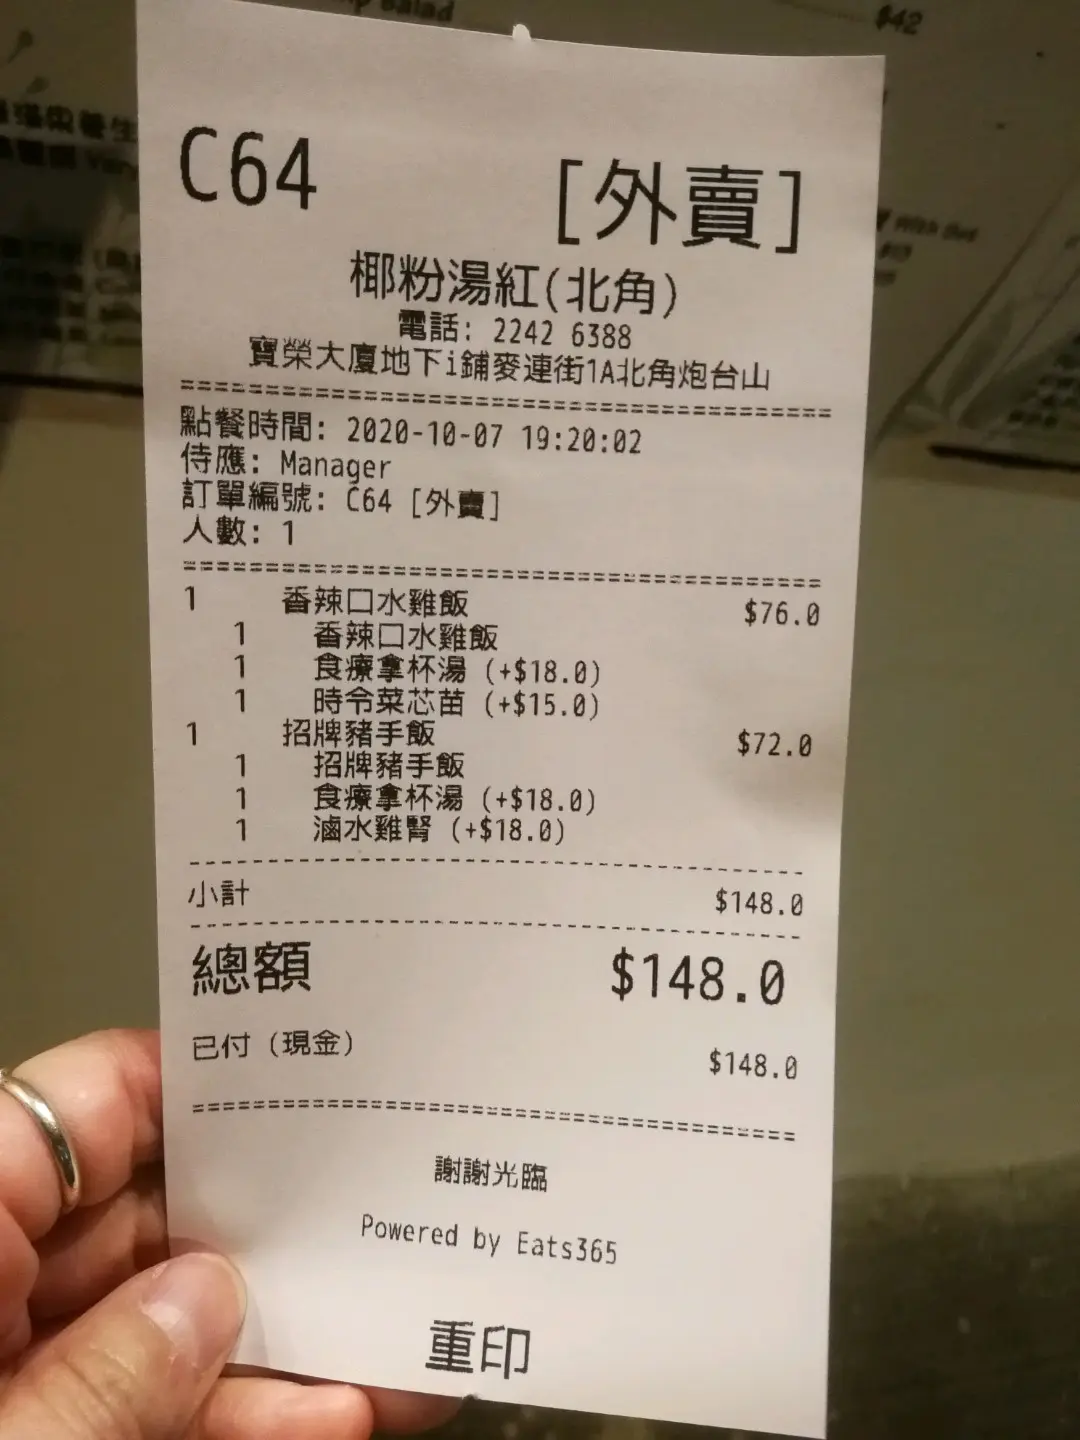 C64
[外賣]
椰粉湯紅(北角)
電話: 2242 6388
寶榮大廈地下i鋪麥連街1A北角炮台山
點餐時間: 2020-10-07 19:20:02
侍應: Manager
訂單編號: C64 [外賣]
人數: 1
1 香辣口水雞飯 $76.0
1 香辣口水雞飯
1 食療拿杯湯 (+$18.0)
1 時令菜芯苗 (+$15.0)
1 招牌豬手飯 $72.0
1 招牌豬手飯
1 食療拿杯湯 (+$18.0)
1 滷水雞腎 (+$18.0)
小計 $148.0
總額 $148.0
已付 (現金) $148.0
謝謝光臨
Powered by Eats365
重印
Salad
$42